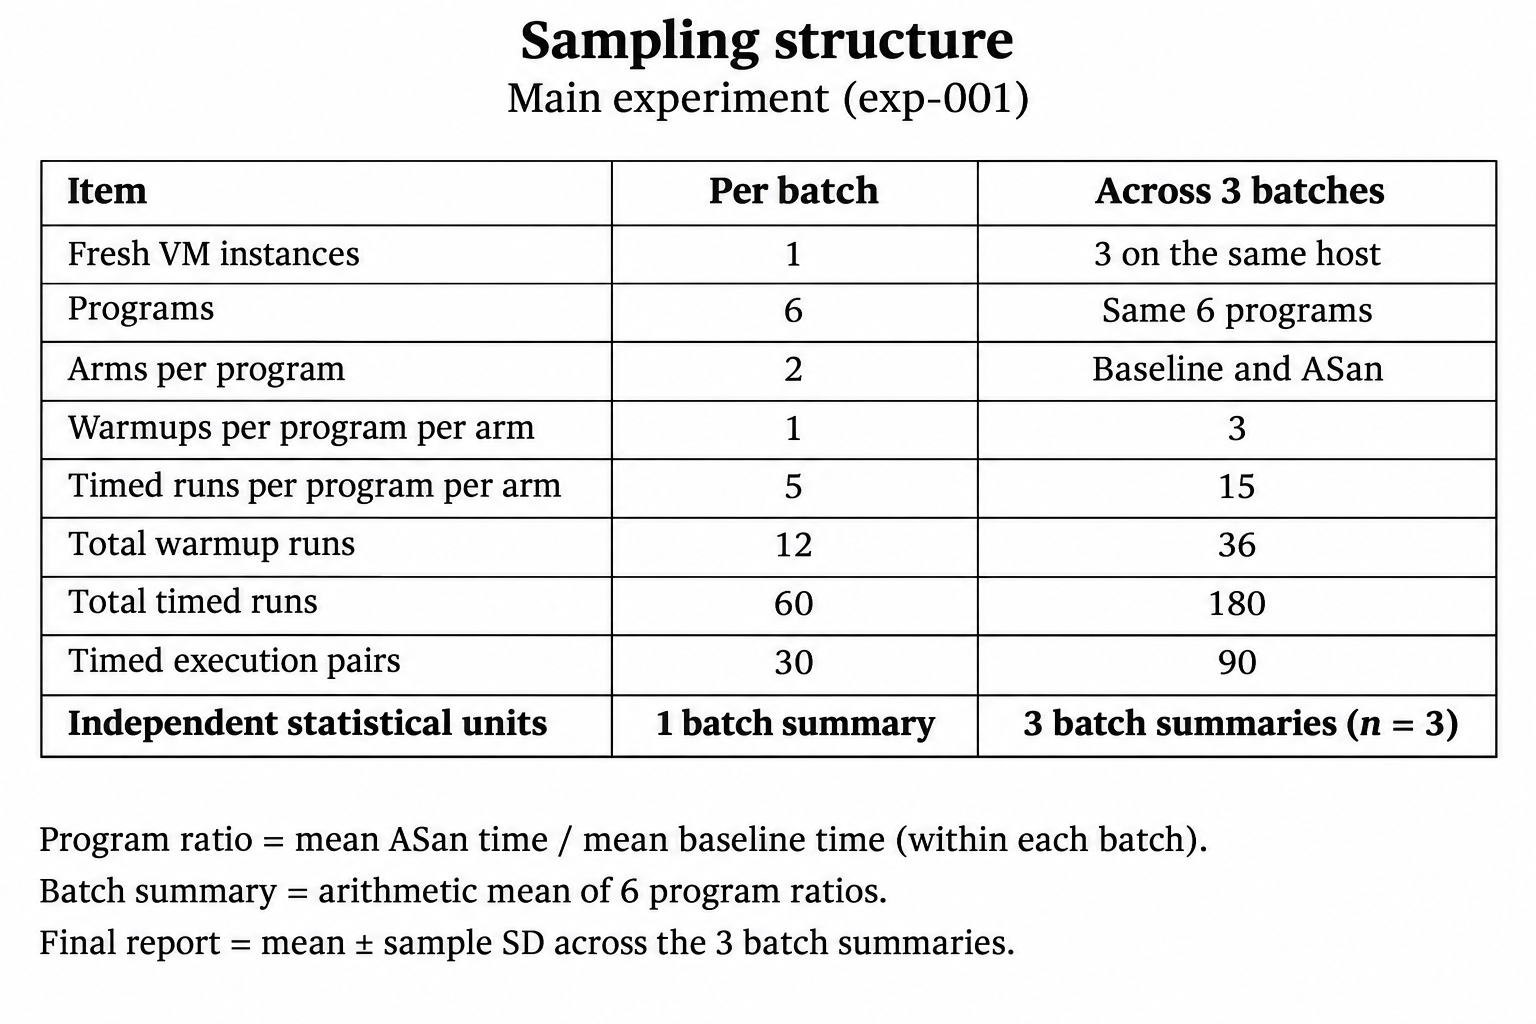 Sampling structure
Main experiment (exp-001)
Item Per batch Across 3 batches
Fresh VM instances 1 3 on the same host
Programs 6 Same 6 programs
Arms per program 2 Baseline and ASan
Warmups per program per arm 1 3
Timed runs per program per arm 5 15
Total warmup runs 12 36
Total timed runs 60 180
Timed execution pairs 30 90
Independent statistical units 1 batch summary 3 batch summaries (n = 3)
Program ratio = mean ASan time / mean baseline time (within each batch).
Batch summary = arithmetic mean of 6 program ratios.
Final report = mean ± sample SD across the 3 batch summaries.